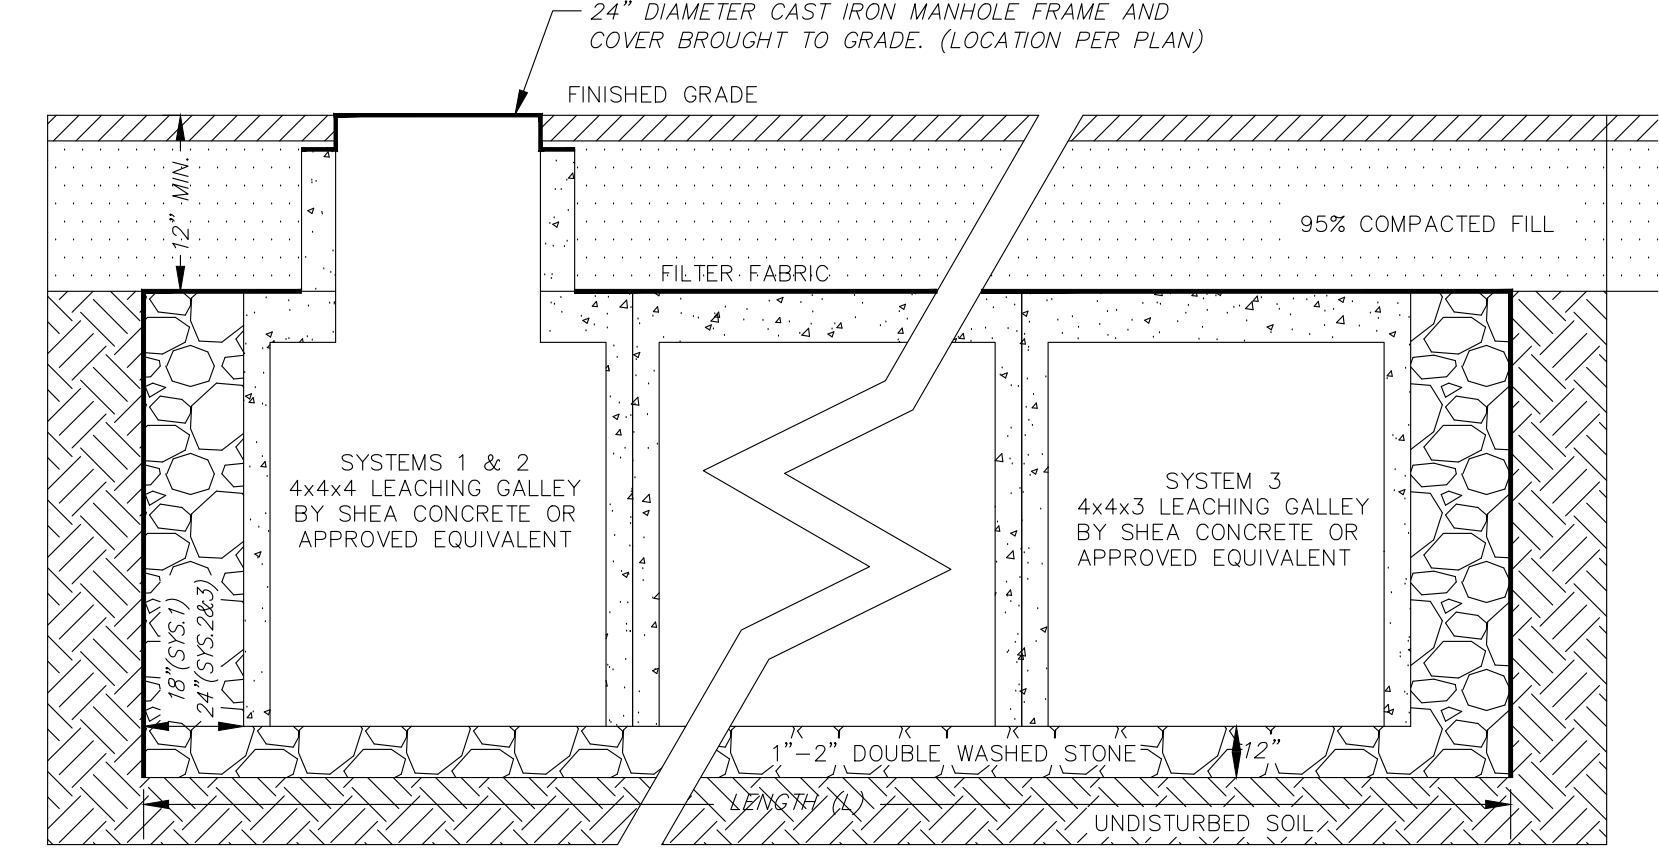 24” DIAMETER CAST IRON MANHOLE FRAME AND
COVER BROUGHT TO GRADE. (LOCATION PER PLAN)
FINISHED GRADE
12” MIN.
95% COMPACTED FILL
FILTER FABRIC
SYSTEMS 1 & 2
4x4x4 LEACHING GALLEY
BY SHEA CONCRETE OR
APPROVED EQUIVALENT
SYSTEM 3
4x4x3 LEACHING GALLEY
BY SHEA CONCRETE OR
APPROVED EQUIVALENT
18”(SYS.1)
24”(SYS.2&3)
1”-2” DOUBLE WASHED STONE
12”
LENGTH (L)
UNDISTURBED SOIL